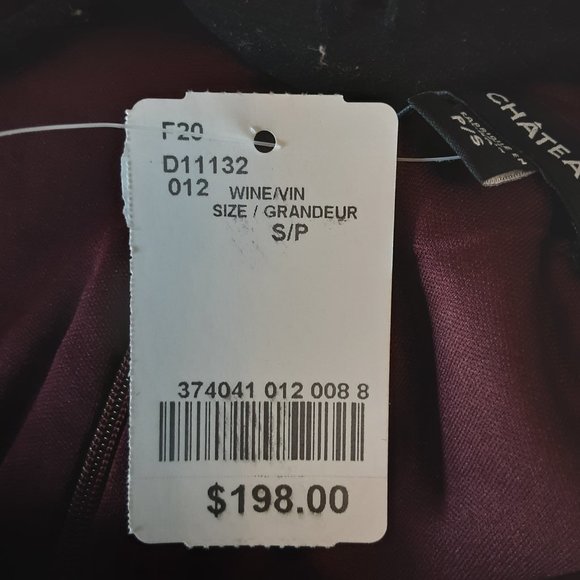 F20
D11132
012 WINE/VIN
SIZE / GRANDEUR
S/P
374041 012 008 8
$198.00
CHÂTEA
P/S